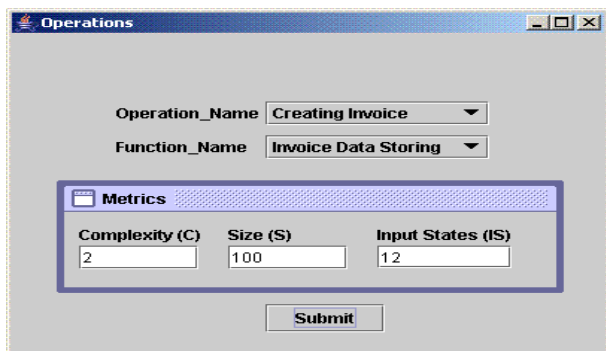 Operations
Operation_Name Creating Invoice
Function_Name Invoice Data Storing
Metrics
Complexity (C) Size (S) Input States (IS)
2 100 12
Submit